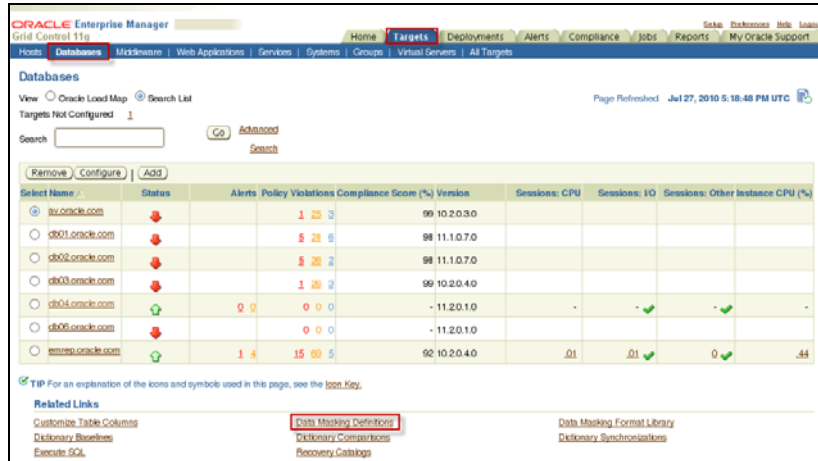 ORACLE Enterprise Manager
Grid Control 11g
Setup Preferences Help Logout
Home Targets Deployments Alerts Compliance Jobs Reports My Oracle Support
Hosts | Databases | Middleware | Web Applications | Services | Systems | Groups | Virtual Servers | All Targets
Databases
View Oracle Load Map Search List
Page Refreshed Jul 27, 2010 5:18:48 PM UTC
Targets Not Configured 1
Search Go Advanced Search
Remove Configure | Add
Select Name Status Alerts Policy Violations Compliance Score (%) Version Sessions: CPU Sessions: I/O Sessions: Other Instance CPU (%)
av.oracle.com 1 25 3 99 10.2.0.3.0
db01.oracle.com 5 28 6 98 11.1.0.7.0
db02.oracle.com 5 26 2 98 11.1.0.7.0
db03.oracle.com 1 29 2 99 10.2.0.4.0
db04.oracle.com 0 0 0 0 0 - 11.2.0.1.0 - - - -
db06.oracle.com 0 0 0 - 11.2.0.1.0
emrep.oracle.com 1 4 15 69 5 92 10.2.0.4.0 .01 .01 0 .44
TIP For an explanation of the icons and symbols used in this page, see the Icon Key.
Related Links
Customize Table Columns Data Masking Definitions Data Masking Format Library
Dictionary Baselines Dictionary Comparisons Dictionary Synchronizations
Execute SQL Recovery Catalogs